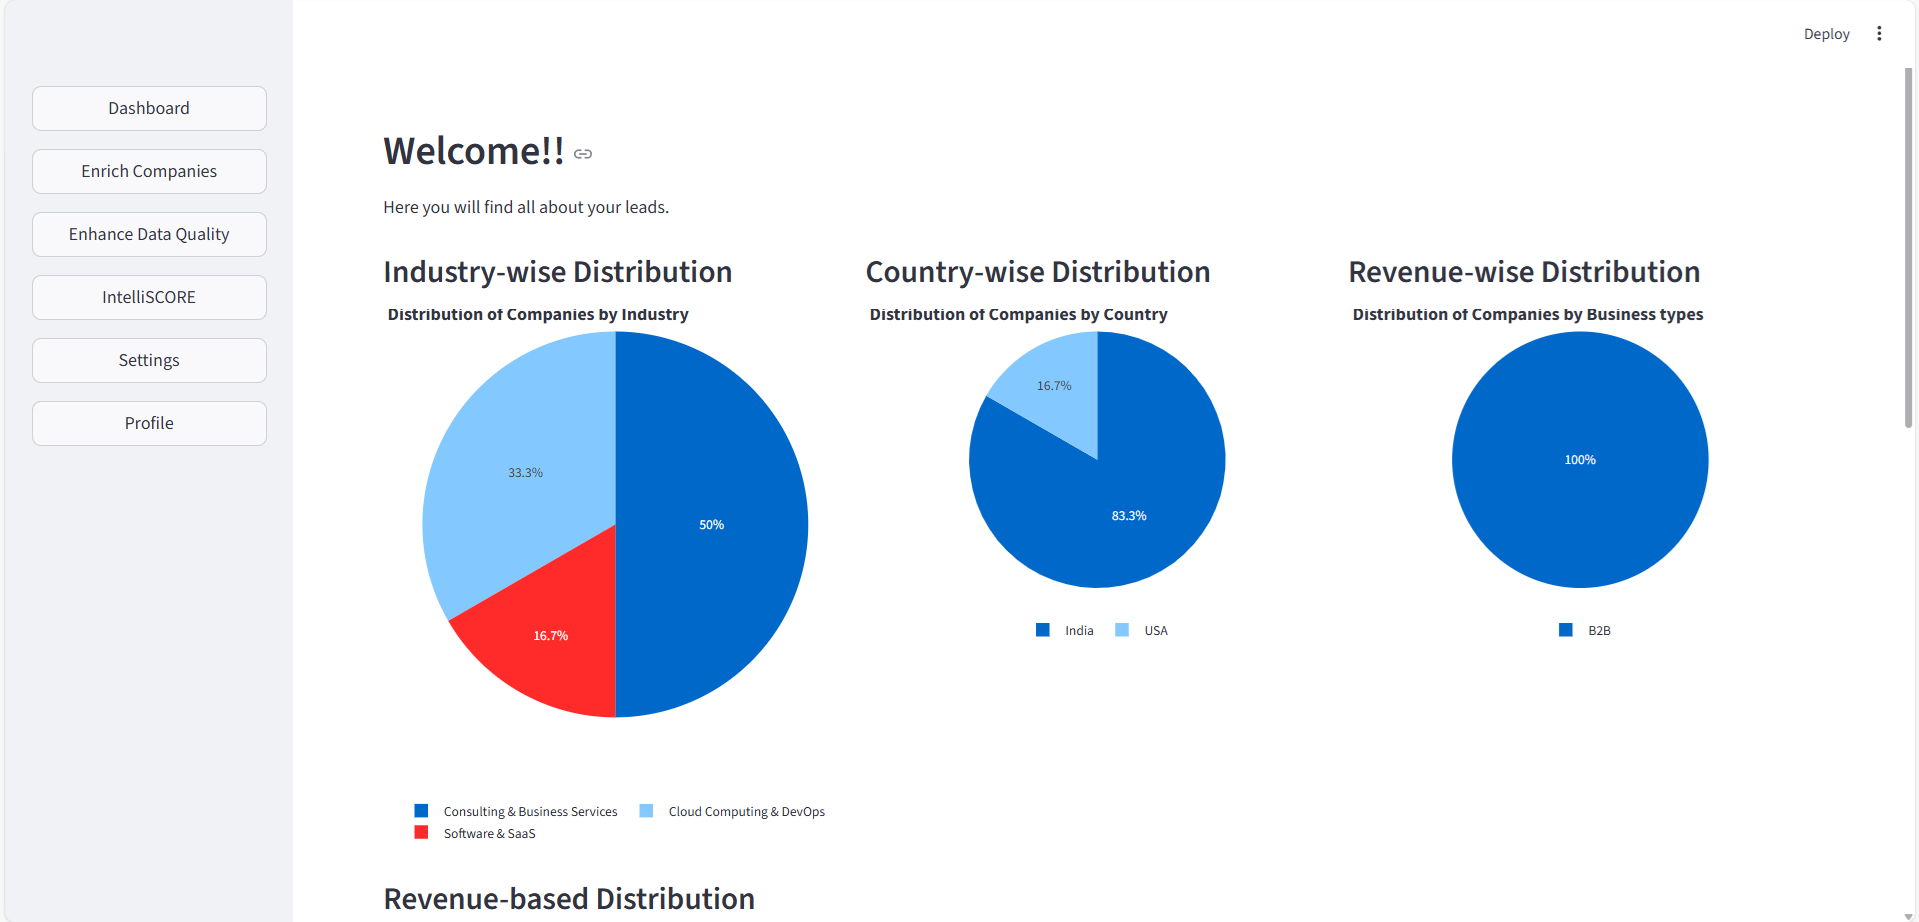 Deploy
Dashboard
Enrich Companies
Enhance Data Quality
IntelliSCORE
Settings
Profile
Welcome!!
Here you will find all about your leads.
Industry-wise Distribution
Distribution of Companies by Industry
33.3%
50%
16.7%
Consulting & Business Services
Cloud Computing & DevOps
Software & SaaS
Country-wise Distribution
Distribution of Companies by Country
16.7%
83.3%
India
USA
Revenue-wise Distribution
Distribution of Companies by Business types
100%
B2B
Revenue-based Distribution